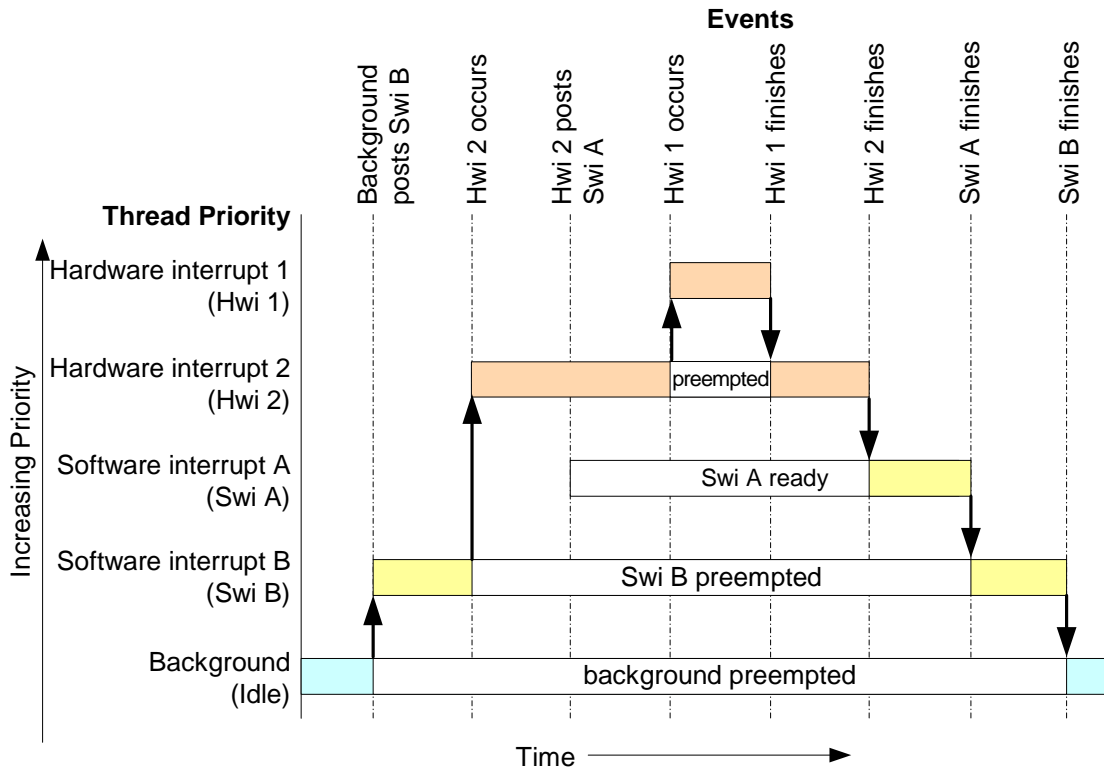 Events
Background
posts Swi B
Hwi 2 occurs
Hwi 2 posts
Swi A
Hwi 1 occurs
Hwi 1 finishes
Hwi 2 finishes
Swi A finishes
Swi B finishes
Thread Priority
Increasing Priority
Hardware interrupt 1
(Hwi 1)
Hardware interrupt 2
(Hwi 2)
preempted
Software interrupt A
(Swi A)
Swi A ready
Software interrupt B
(Swi B)
Swi B preempted
Background
(Idle)
background preempted
Time